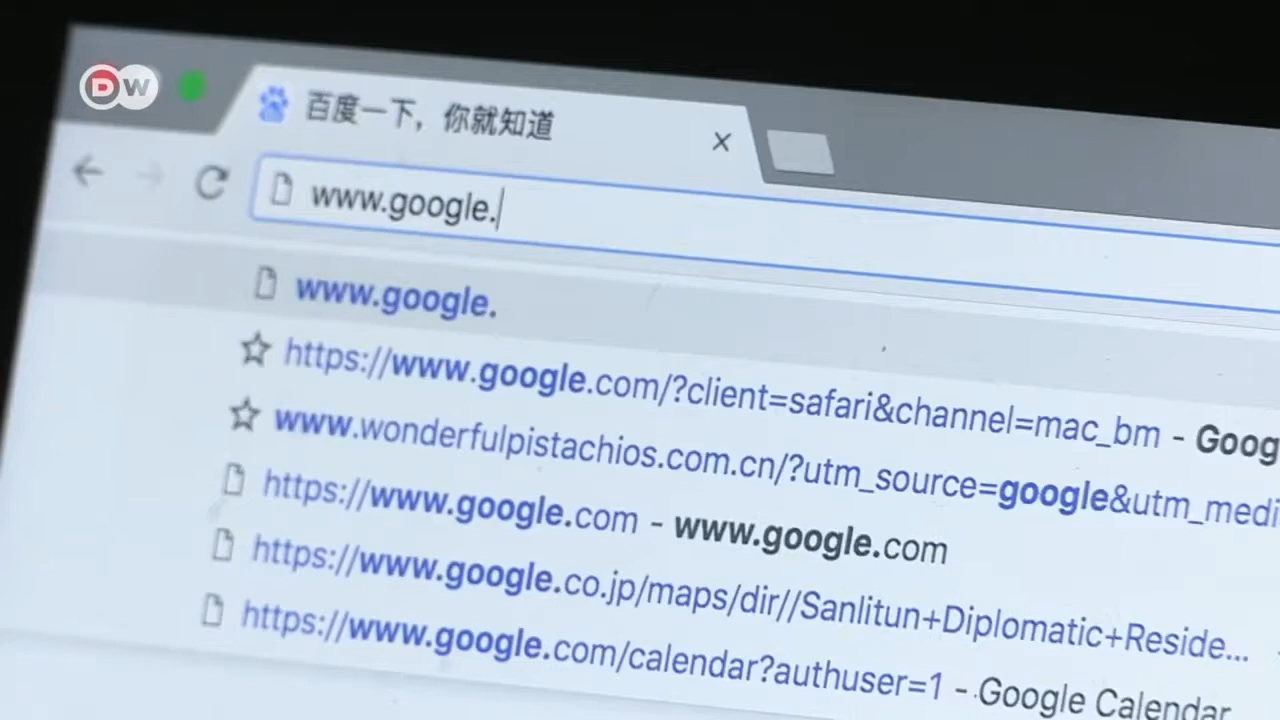 DW
百度一下，你就知道
www.google.
www.google.
https://www.google.com/?client=safari&channel=mac_bm - Goog
www.wonderfulpistachios.com.cn/?utm_source=google&utm_medi
https://www.google.com - www.google.com
https://www.google.co.jp/maps/dir//Sanlitun+Diplomatic+Reside...
https://www.google.com/calendar?authuser=1 - Google Calendar